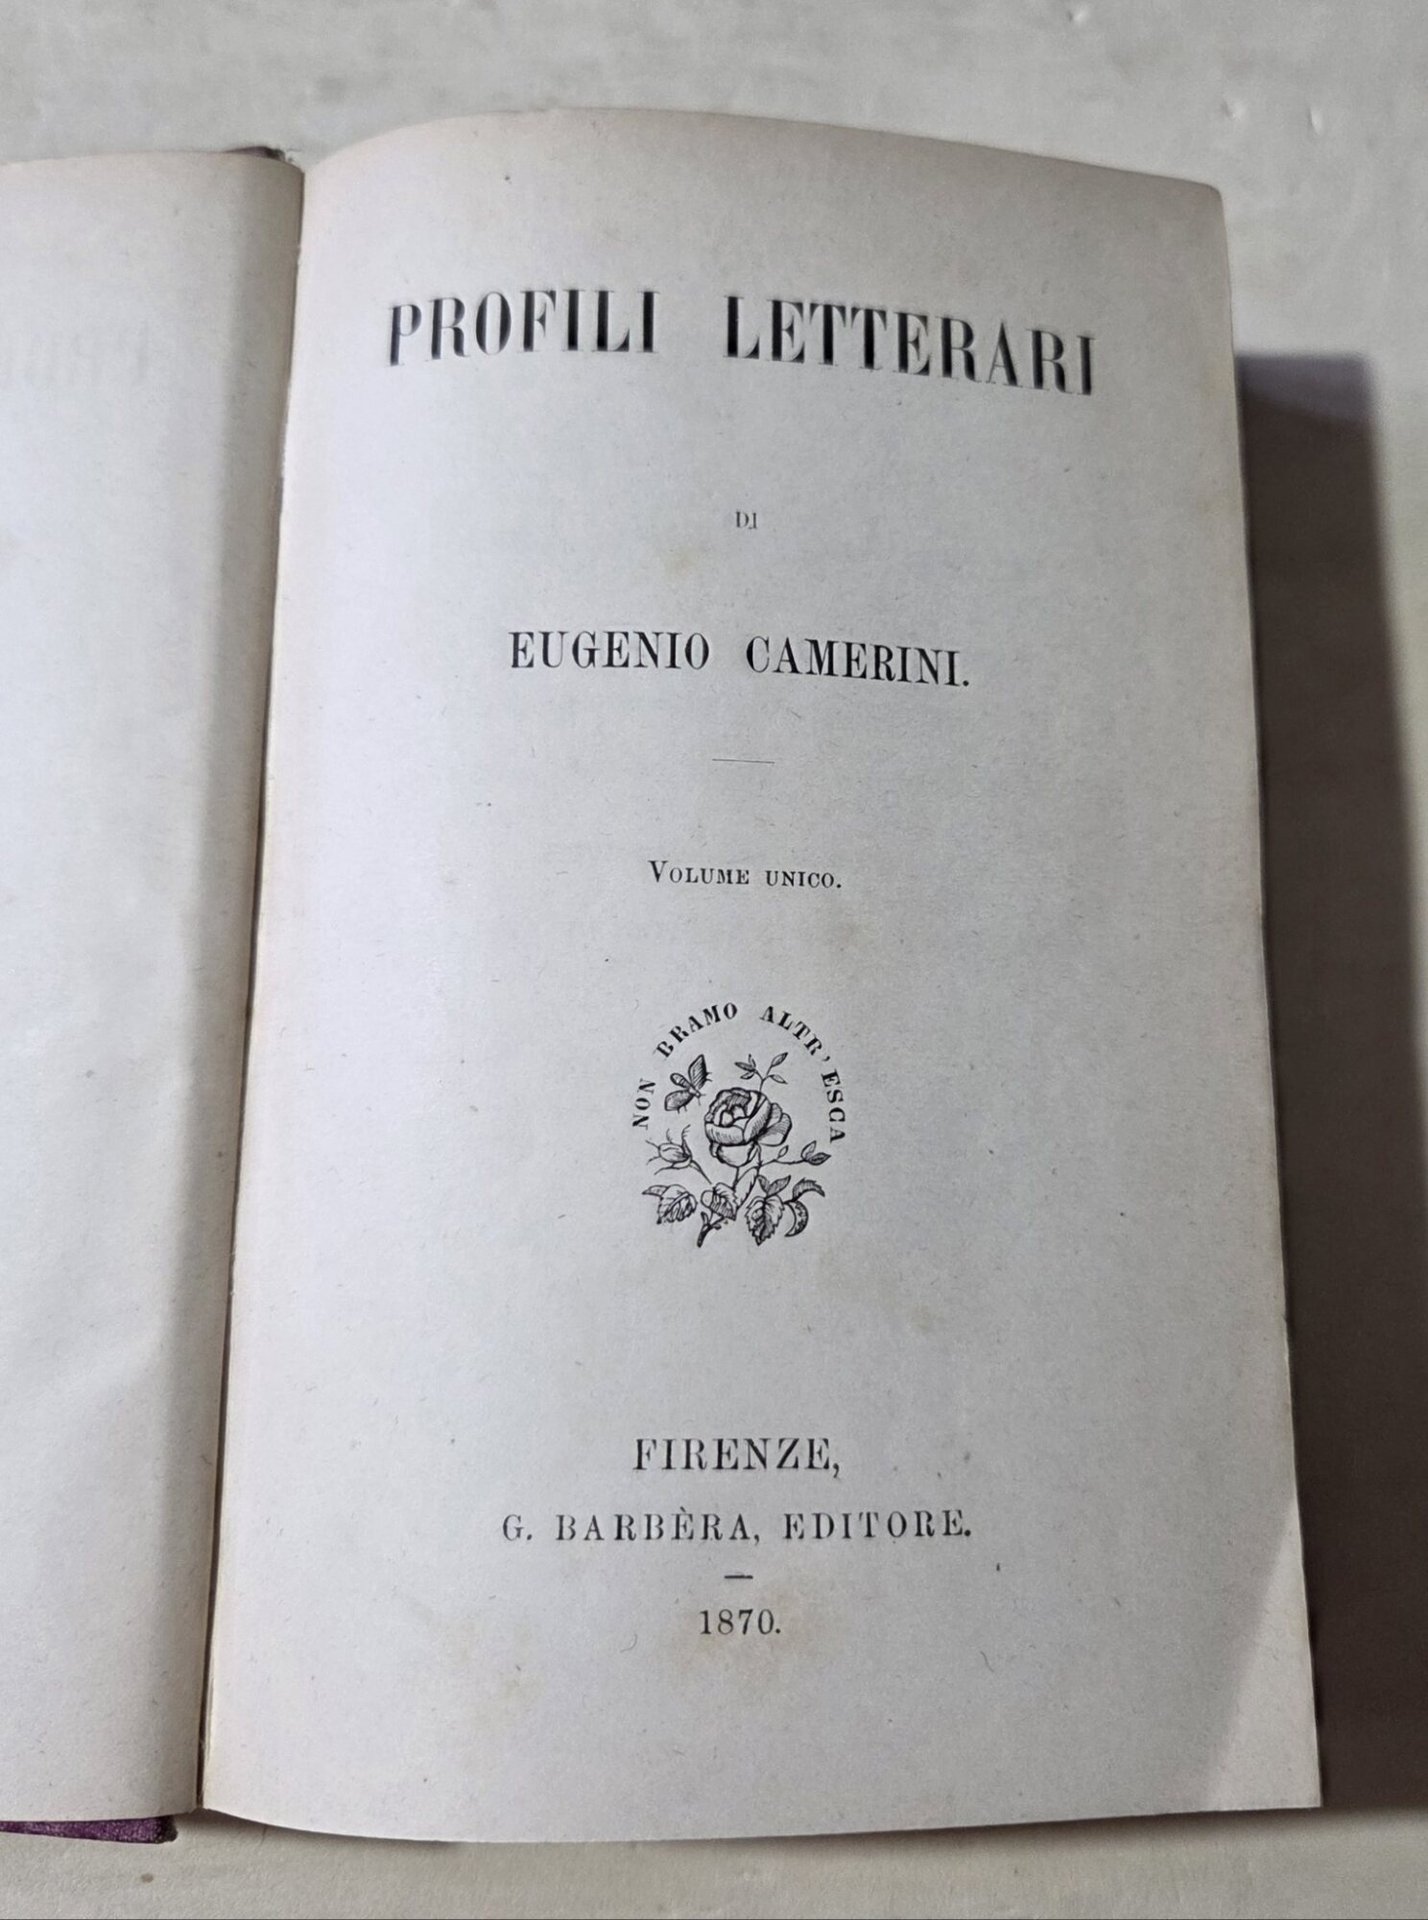 PROFILI LETTERARI
DI
EUGENIO CAMERINI.
VOLUME UNICO.
NON BRAMO ALTR' ESCA
FIRENZE,
G. BARBÈRA, EDITORE.
1870.